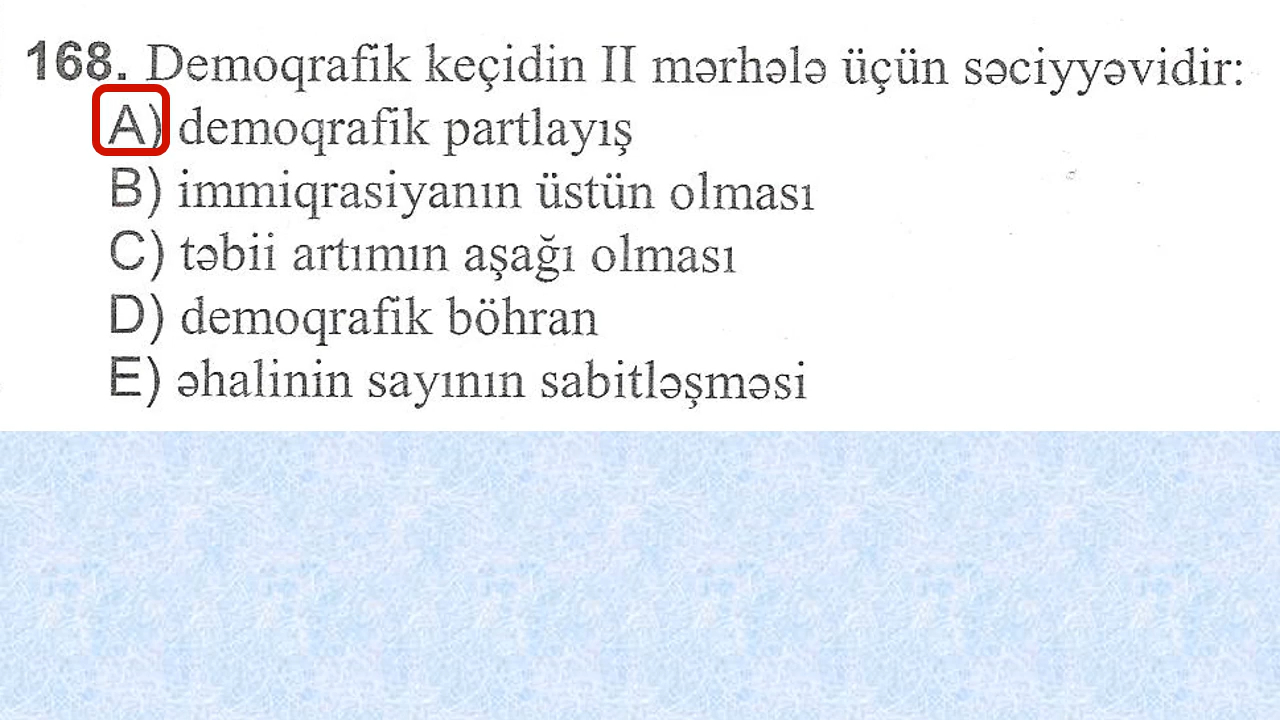 168. Demoqrafik keçidin II mərhələ üçün səciyyəvidir:
A) demoqrafik partlayış
B) immiqrasiyanın üstün olması
C) təbii artımın aşağı olması
D) demoqrafik böhran
E) əhalinin sayının sabitləşməsi